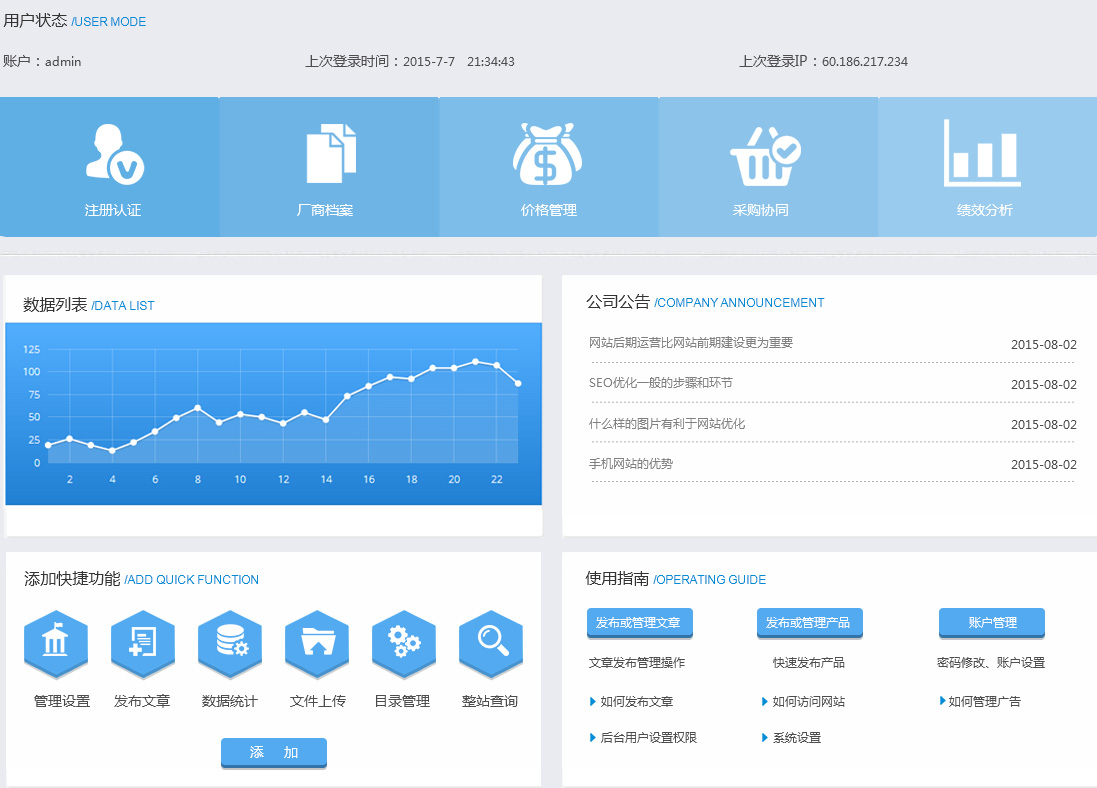 用户状态 /USER MODE
账户：admin 上次登录时间：2015-7-7 21:34:43 上次登录IP：60.186.217.234
注册认证 厂商档案 价格管理 采购协同 绩效分析
数据列表 /DATA LIST
125
100
75
50
25
0
2 4 6 8 10 12 14 16 18 20 22
公司公告 /COMPANY ANNOUNCEMENT
网站后期运营比网站前期建设更为重要 2015-08-02
SEO优化一般的步骤和环节 2015-08-02
什么样的图片有利于网站优化 2015-08-02
手机网站的优势 2015-08-02
添加快捷功能 /ADD QUICK FUNCTION
管理设置 发布文章 数据统计 文件上传 目录管理 整站查询
添 加
使用指南 /OPERATING GUIDE
发布或管理文章 发布或管理产品 账户管理
文章发布管理操作 快速发布产品 密码修改、账户设置
如何发布文章 如何访问网站 如何管理广告
后台用户设置权限 系统设置